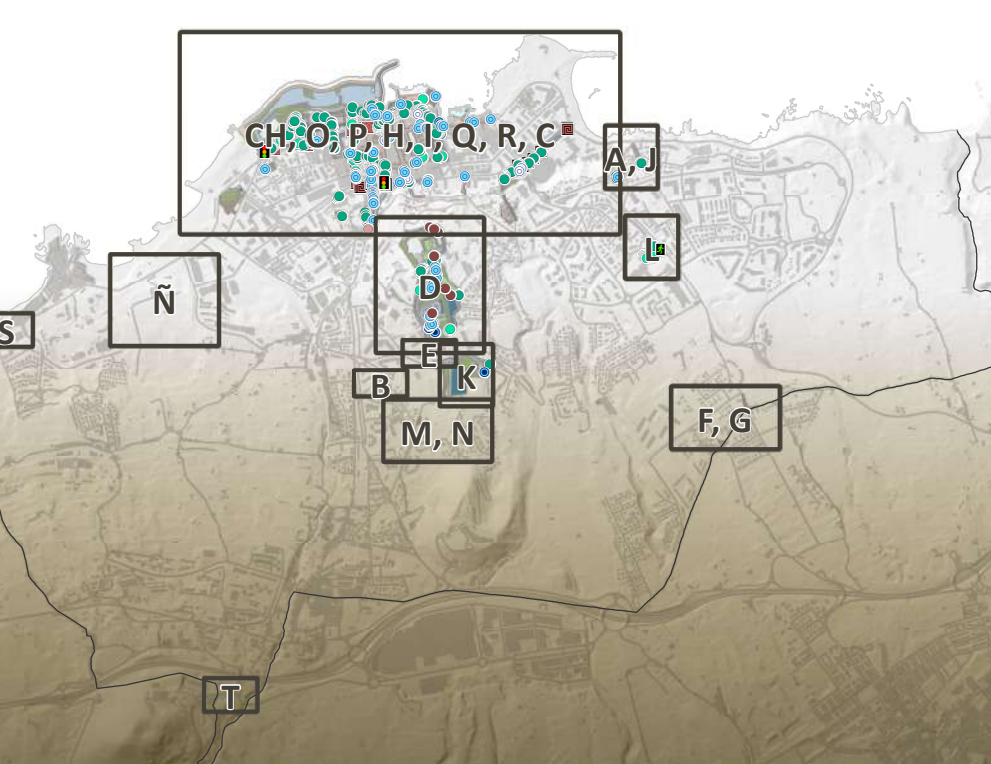 CH, O, P, H, I, Q, R, C
A, J
L
D
Ñ
S
E
B
K
M, N
F, G
T